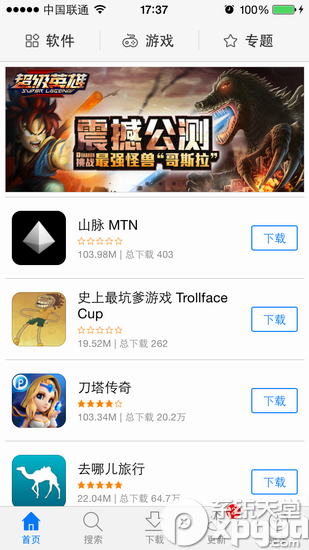 中国联通
17:37
100%
软件
游戏
专题
超级英雄
SUPER LEGEND
震撼公测
挑战最强怪兽“哥斯拉”
山脉 MTN
103.98M | 总下载 403
下载
史上最坑爹游戏 Trollface
Cup
19.52M | 总下载 262
下载
刀塔传奇
103.34M | 总下载 20.2万
下载
去哪儿旅行
22.04M | 总下载 64.7万
下载
首页
搜索
下载
更新
系统天堂